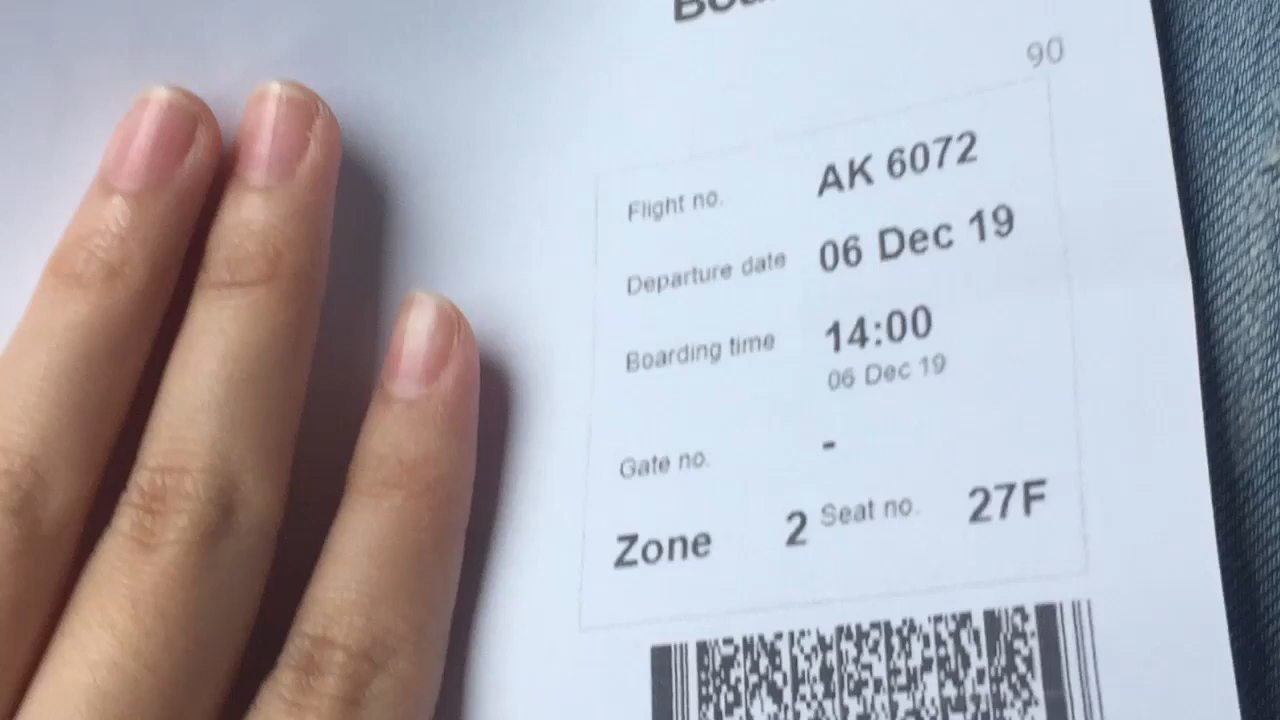 90
Flight no. AK 6072
Departure date 06 Dec 19
Boarding time 14:00
06 Dec 19
Gate no. -
Zone 2 Seat no. 27F